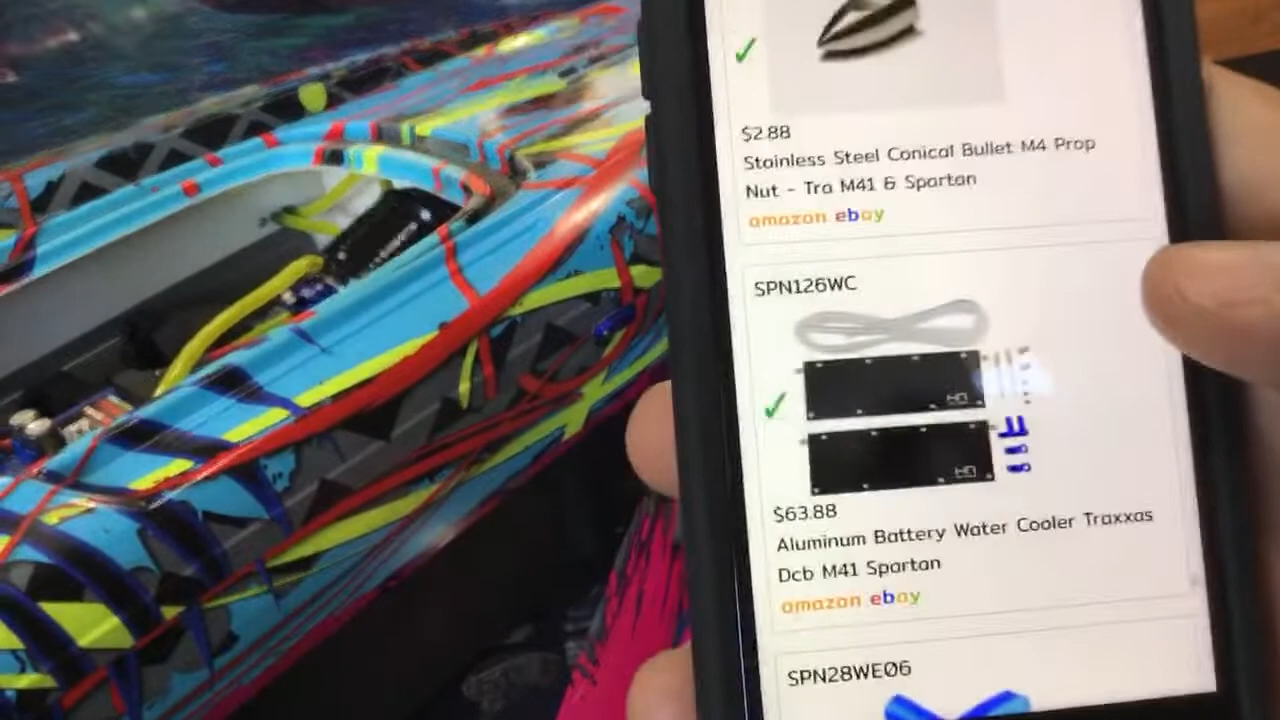 $2.88
Stainless Steel Conical Bullet M4 Prop
Nut - Tra M41 & Spartan
amazon ebay
SPN126WC
$63.88
Aluminum Battery Water Cooler Traxxas
Dcb M41 Spartan
amazon ebay
SPN28WE06